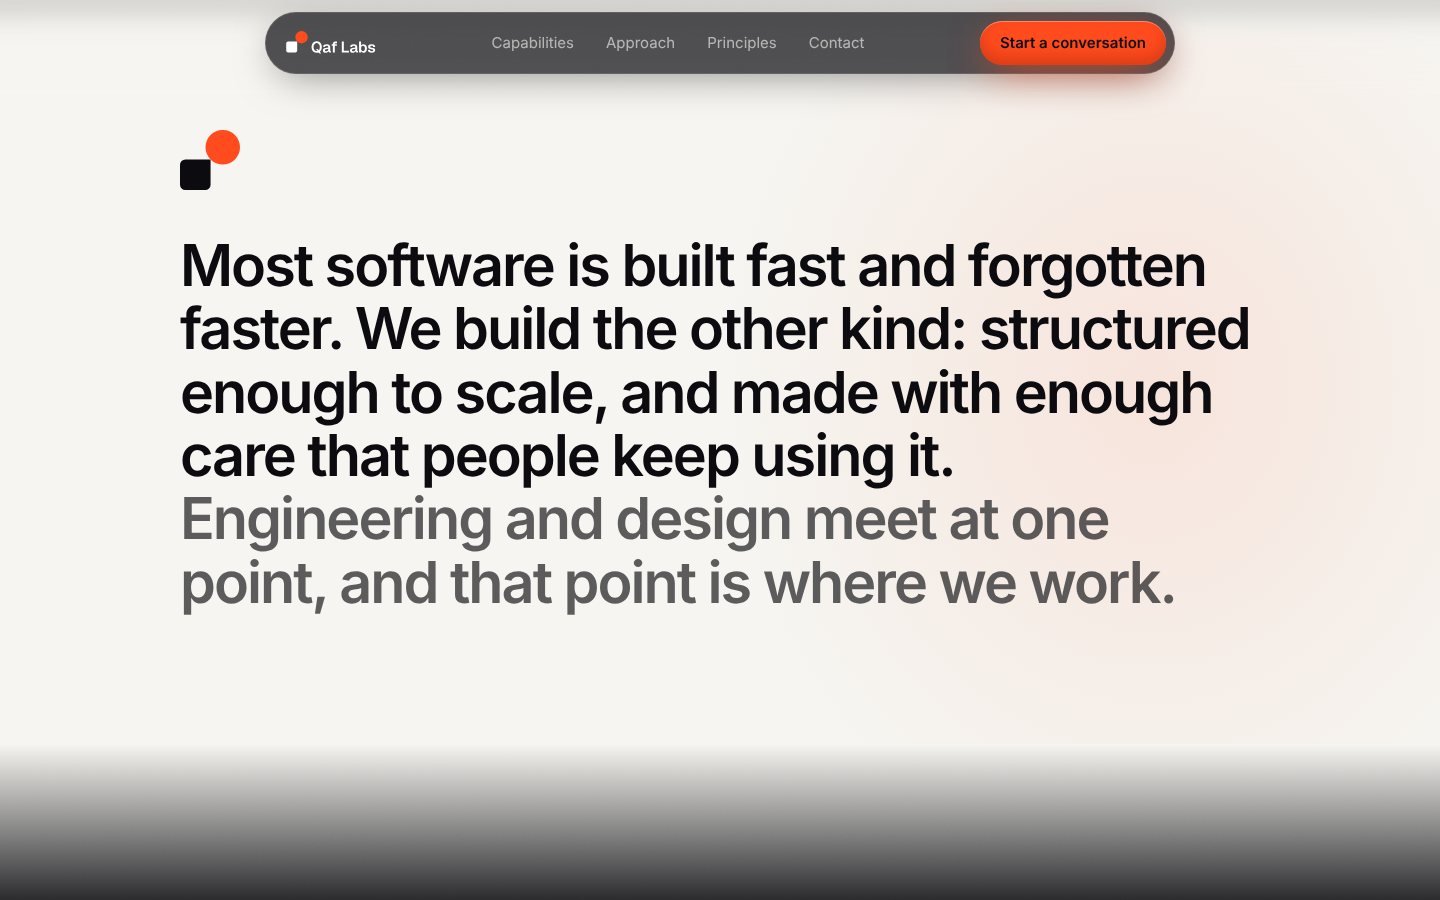 Qaf Labs
Capabilities
Approach
Principles
Contact
Start a conversation
Most software is built fast and forgotten
faster. We build the other kind: structured
enough to scale, and made with enough
care that people keep using it.
Engineering and design meet at one
point, and that point is where we work.